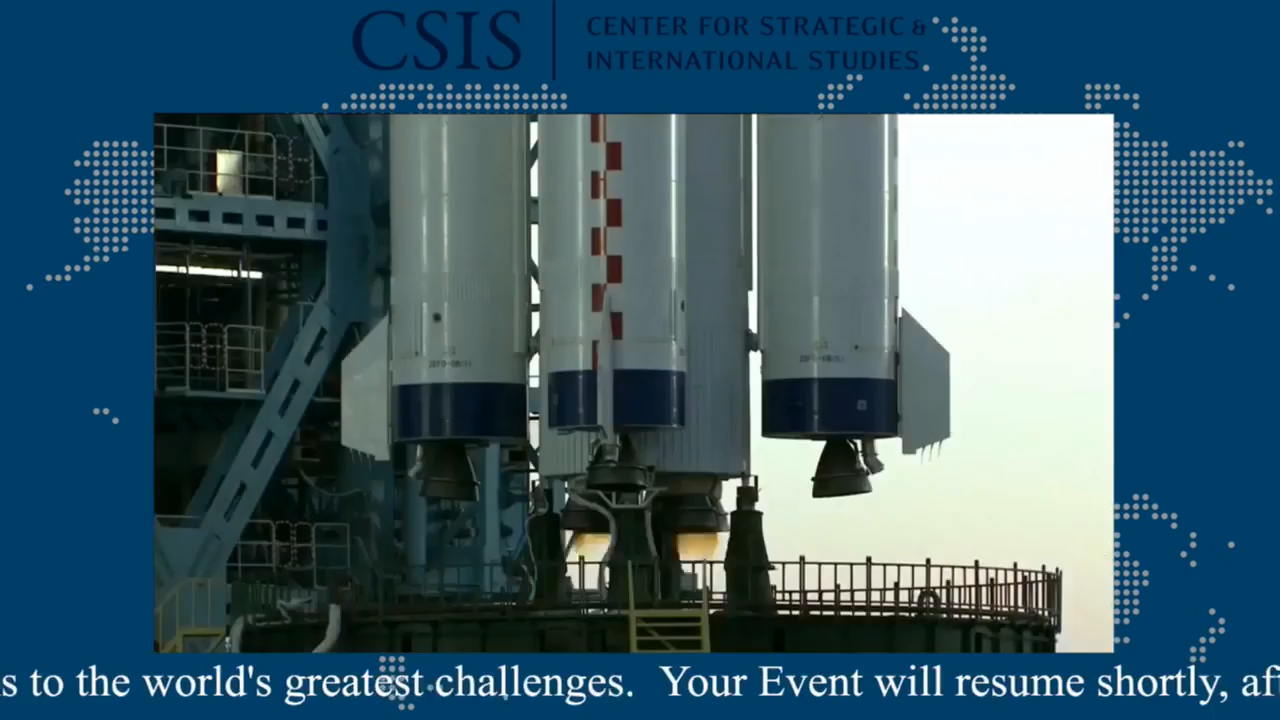 CSIS
CENTER FOR STRATEGIC &
INTERNATIONAL STUDIES
s to the world's greatest challenges. Your Event will resume shortly, af